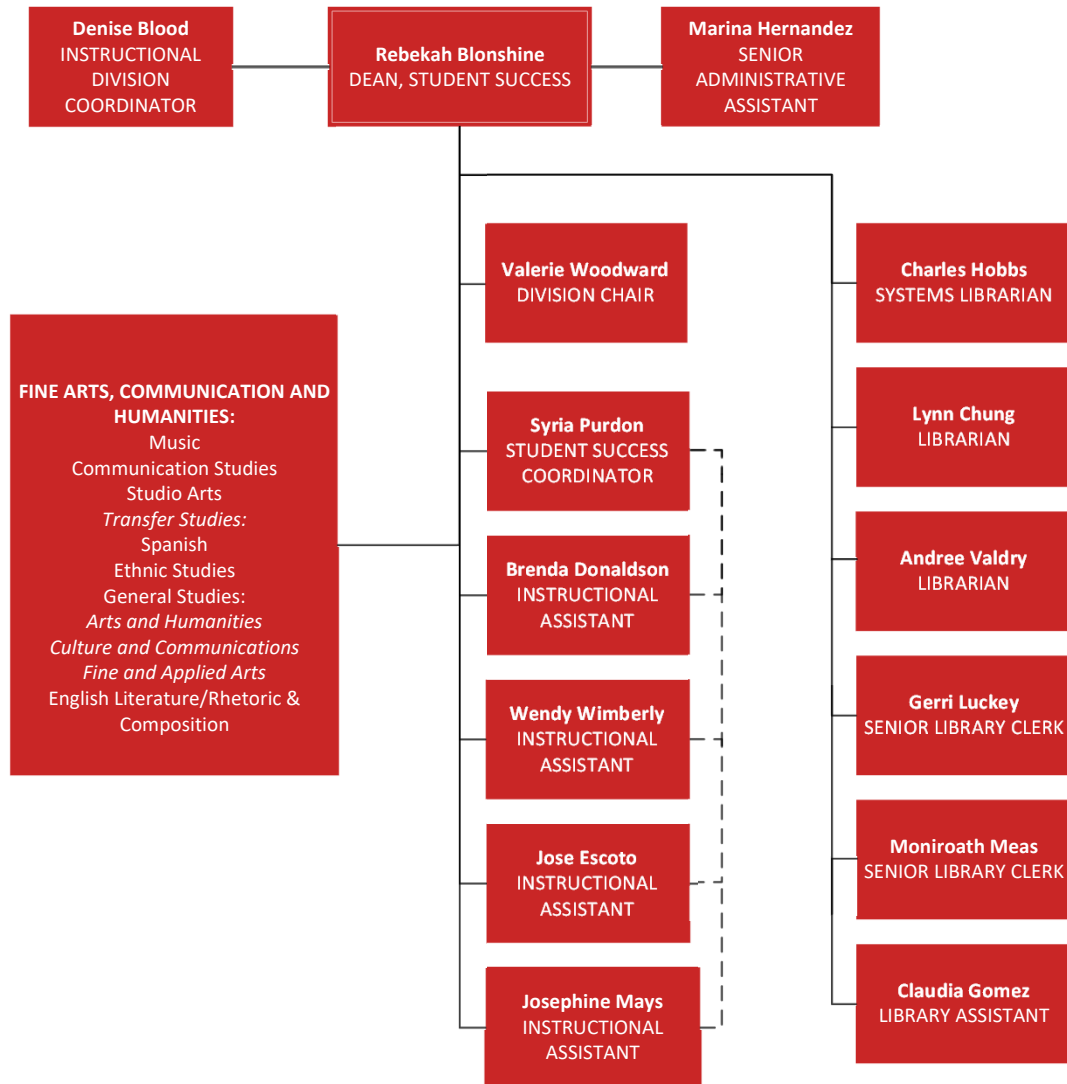 Denise Blood
INSTRUCTIONAL
DIVISION
COORDINATOR
Rebekah Blonshine
DEAN, STUDENT SUCCESS
Marina Hernandez
SENIOR
ADMINISTRATIVE
ASSISTANT
FINE ARTS, COMMUNICATION AND
HUMANITIES:
Music
Communication Studies
Studio Arts
Transfer Studies:
Spanish
Ethnic Studies
General Studies:
Arts and Humanities
Culture and Communications
Fine and Applied Arts
English Literature/Rhetoric &
Composition
Valerie Woodward
DIVISION CHAIR
Syria Purdon
STUDENT SUCCESS
COORDINATOR
Brenda Donaldson
INSTRUCTIONAL
ASSISTANT
Wendy Wimberly
INSTRUCTIONAL
ASSISTANT
Jose Escoto
INSTRUCTIONAL
ASSISTANT
Josephine Mays
INSTRUCTIONAL
ASSISTANT
Charles Hobbs
SYSTEMS LIBRARIAN
Lynn Chung
LIBRARIAN
Andree Valdry
LIBRARIAN
Gerri Luckey
SENIOR LIBRARY CLERK
Moniroath Meas
SENIOR LIBRARY CLERK
Claudia Gomez
LIBRARY ASSISTANT